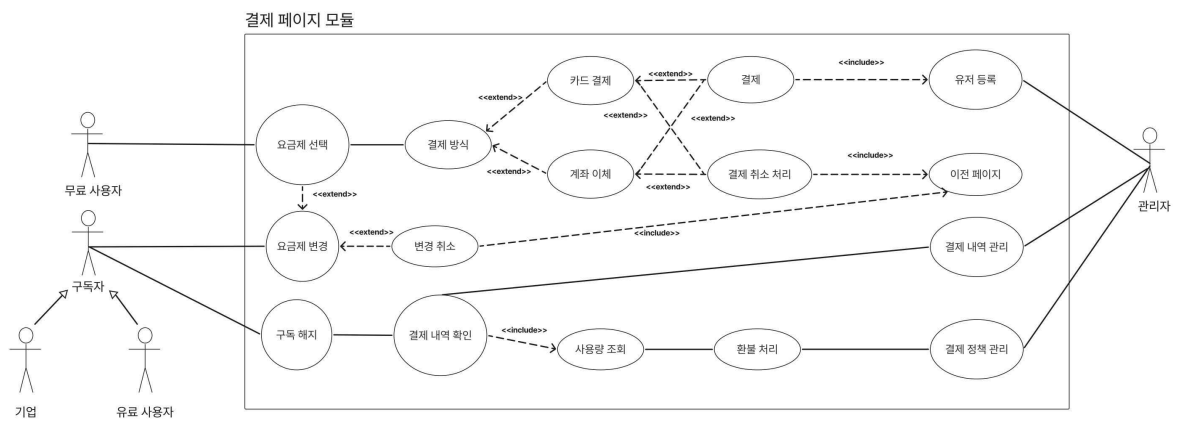 결제 페이지 모듈
카드 결제
<<extend>>
결제
<<include>>
유저 등록
<<extend>>
<<extend>>
<<extend>>
무료 사용자
요금제 선택
결제 방식
<<extend>>
계좌 이체
<<extend>>
결제 취소 처리
<<include>>
이전 페이지
관리자
<<extend>>
구독자
요금제 변경
<<extend>>
변경 취소
<<include>>
결제 내역 관리
구독 해지
결제 내역 확인
<<include>>
사용량 조회
환불 처리
결제 정책 관리
기업
유료 사용자